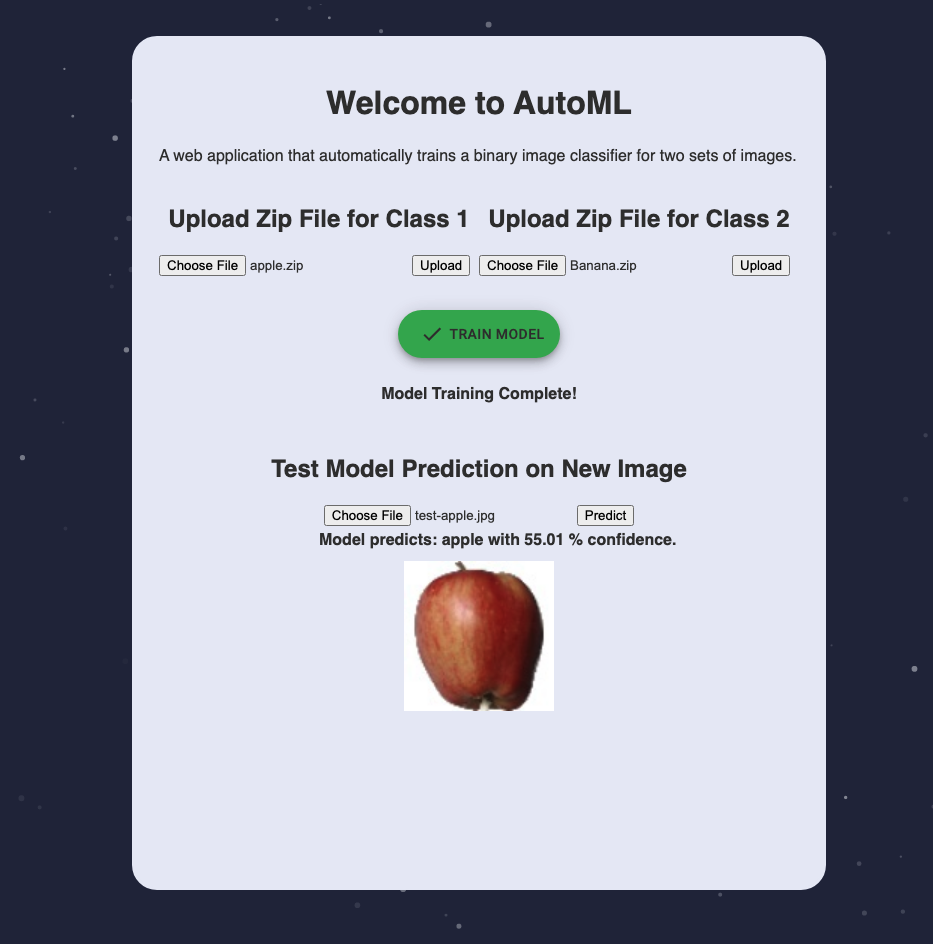 Welcome to AutoML
A web application that automatically trains a binary image classifier for two sets of images.
Upload Zip File for Class 1 Upload Zip File for Class 2
Choose File apple.zip Upload Choose File Banana.zip Upload
TRAIN MODEL
Model Training Complete!
Test Model Prediction on New Image
Choose File test-apple.jpg Predict
Model predicts: apple with 55.01 % confidence.